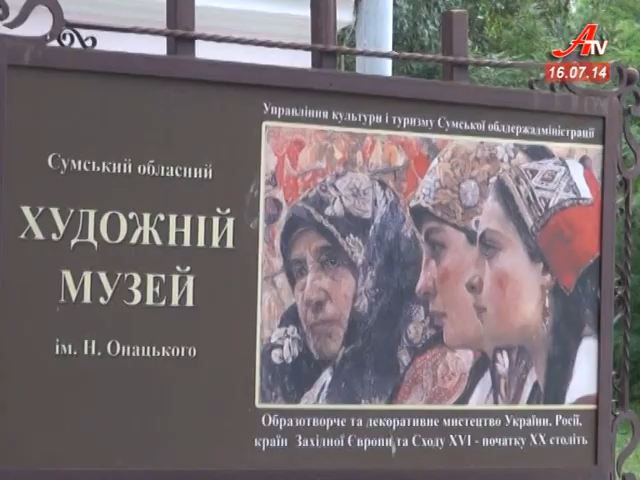 АTV
16.07.14
Управління культури і туризму Сумської облдержадміністрації
Сумський обласний
ХУДОЖНІЙ
МУЗЕЙ
ім. Н. Онацького
Образотворче та декоративне мистецтво України, Росії,
країн Західної Європи та Сходу XVI - початку XX століть